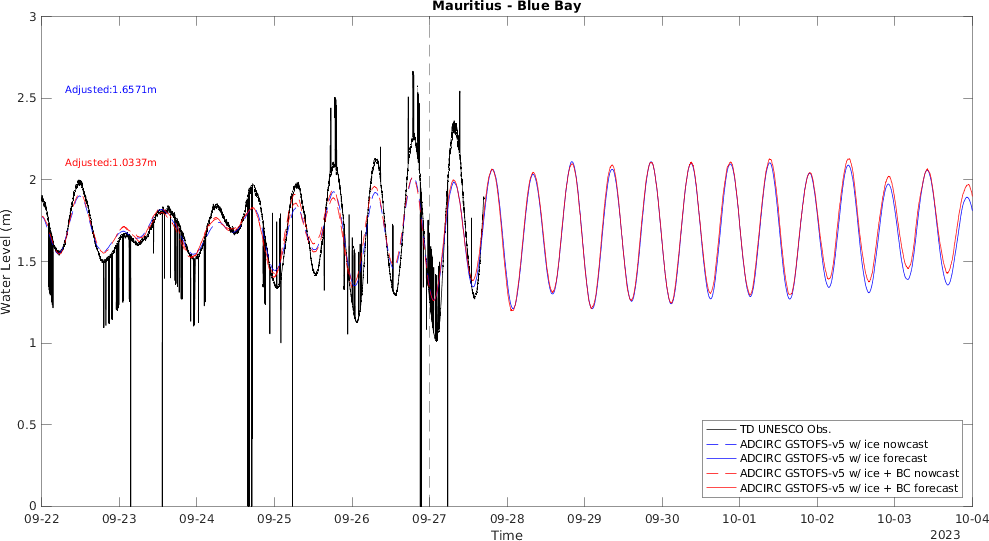 Mauritius - Blue Bay
3
2.5
2
1.5
1
0.5
0
Water Level (m)
Adjusted:1.6571m
Adjusted:1.0337m
TD UNESCO Obs.
ADCIRC GSTOFS-v5 w/ ice nowcast
ADCIRC GSTOFS-v5 w/ ice forecast
ADCIRC GSTOFS-v5 w/ ice + BC nowcast
ADCIRC GSTOFS-v5 w/ ice + BC forecast
09-22 09-23 09-24 09-25 09-26 09-27 09-28 09-29 09-30 10-01 10-02 10-03 10-04
Time
2023